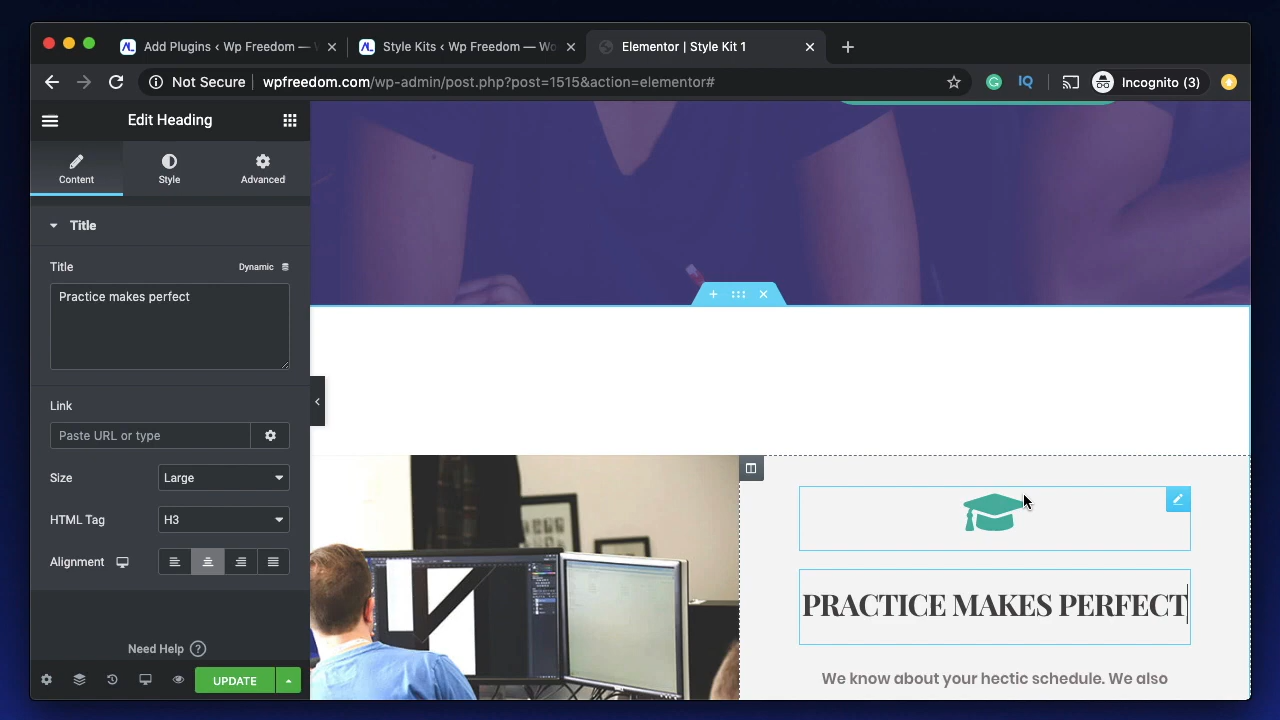 Add Plugins ‹ Wp Freedom —
Style Kits ‹ Wp Freedom — Wo
Elementor | Style Kit 1
Not Secure
wpfreedom.com/wp-admin/post.php?post=1515&action=elementor#
IQ
Incognito (3)
Edit Heading
Content
Style
Advanced
Title
Title
Dynamic
Practice makes perfect
Link
Paste URL or type
Size
Large
HTML Tag
H3
Alignment
Need Help ?
UPDATE
PRACTICE MAKES PERFECT
We know about your hectic schedule. We also